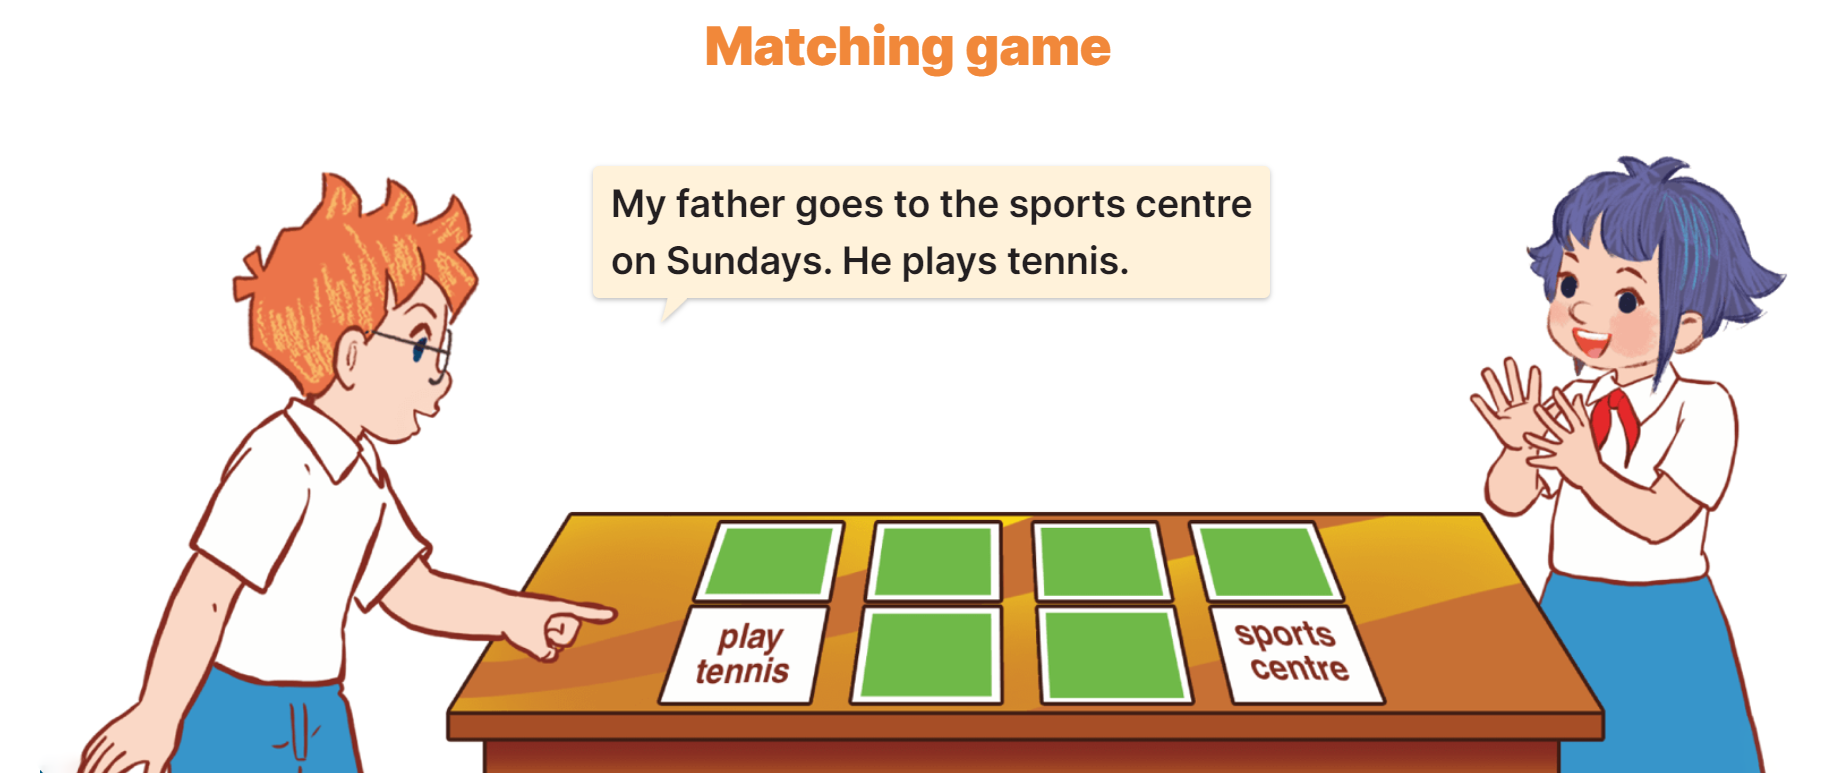 Matching game
My father goes to the sports centre
on Sundays. He plays tennis.
play
tennis
sports
centre